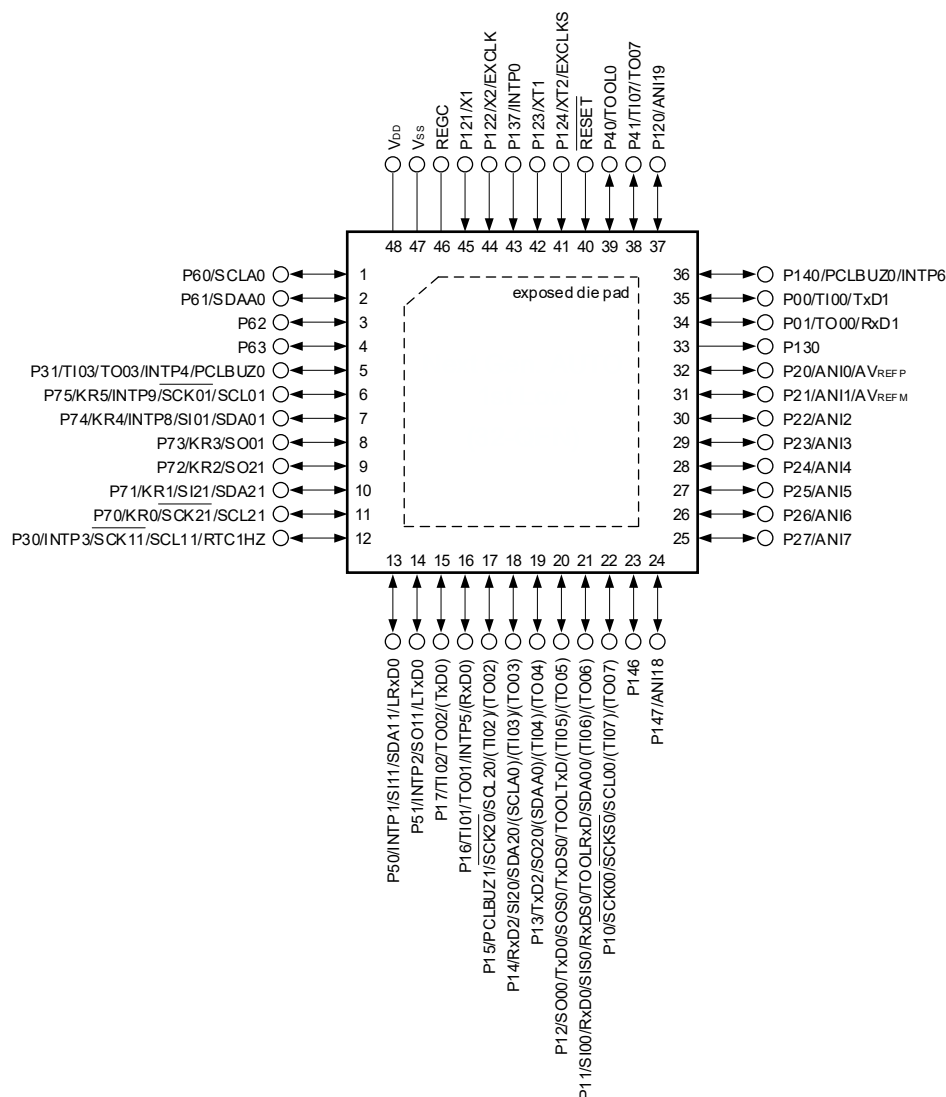 VDD
VSS
REGC
P121/X1
P122/X2/EXCLK
P137/INTP0
P123/XT1
P124/XT2/EXCLKS
RESET
P40/TOOL0
P41/TI07/TO07
P120/ANI19
48 47 46 45 44 43 42 41 40 39 38 37
P60/SCLA0 1
P61/SDAA0 2
P62 3
P63 4
P31/TI03/TO03/INTP4/PCLBUZ0 5
P75/KR5/INTP9/SCK01/SCL01 6
P74/KR4/INTP8/SI01/SDA01 7
P73/KR3/SO01 8
P72/KR2/SO21 9
P71/KR1/SI21/SDA21 10
P70/KR0/SCK21/SCL21 11
P30/INTP3/SCK11/SCL11/RTC1HZ 12
exposed die pad
36 P140/PCLBUZ0/INTP6
35 P00/TI00/TxD1
34 P01/TO00/RxD1
33 P130
32 P20/ANI0/AVREFP
31 P21/ANI1/AVREFM
30 P22/ANI2
29 P23/ANI3
28 P24/ANI4
27 P25/ANI5
26 P26/ANI6
25 P27/ANI7
13 14 15 16 17 18 19 20 21 22 23 24
P50/INTP1/SI11/SDA11/LRxD0
P51/INTP2/SO11/LTxD0
P17/TI02/TO02/(TxD0)
P16/TI01/TO01/INTP5/(RxD0)
P15/PCLBUZ1/SCK20/SCL20/(TI02)/(TO02)
P14/RxD2/SI20/SDA20/(SCLA0)/(TI03)/(TO03)
P13/TxD2/SO20/(SDAA0)/(TI04)/(TO04)
P12/SO00/TxD0/SOS0/TxDS0/TOOLTxD/(TI05)/(TO05)
P11/SI00/RxD0/SIS0/RxDS0/TOOLRxD/SDA00/(TI06)/(TO06)
P10/SCK00/SCKS0/SCL00/(TI07)/(TO07)
P146
P147/ANI18